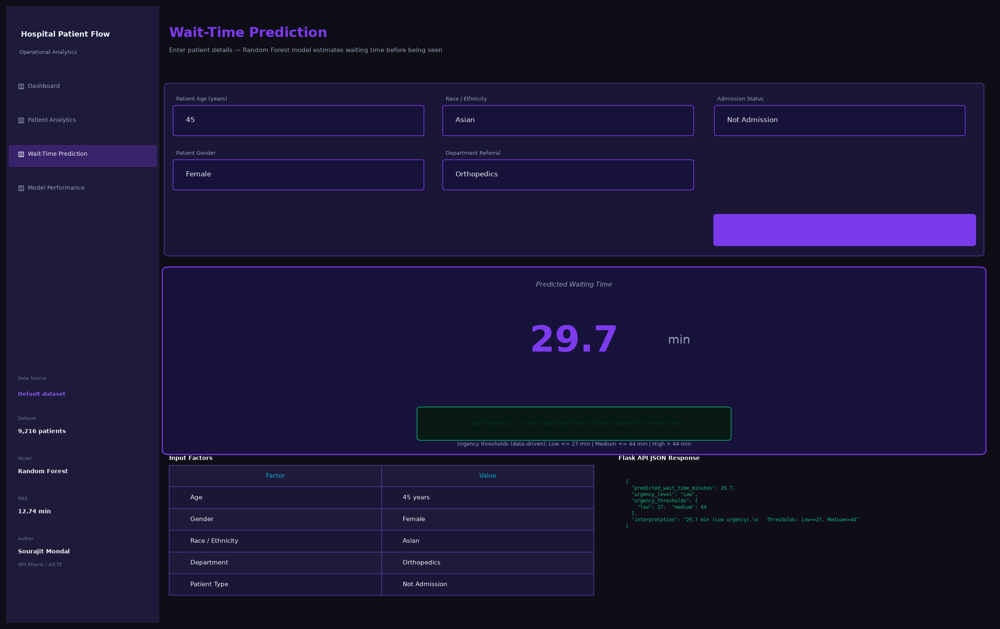 Hospital Patient Flow
Operational Analytics
Dashboard
Patient Analytics
Wait-Time Prediction
Model Performance
Data Source
Default dataset
Dataset
9,216 patients
Model
Random Forest
MAE
12.74 min
Author
Sourajit Mondal
IBM Bharat / AICTE
Wait-Time Prediction
Enter patient details — Random Forest model estimates waiting time before being seen
Patient Age (years)
45
Race / Ethnicity
Asian
Admission Status
Not Admission
Patient Gender
Female
Department Referral
Orthopedics
Predicted Waiting Time
29.7 min
Low Urgency -- Short waiting time. Patient should be seen soon.
Urgency thresholds (data-driven): Low <= 27 min | Medium <= 44 min | High > 44 min
Input Factors
Factor Value
Age 45 years
Gender Female
Race / Ethnicity Asian
Department Orthopedics
Patient Type Not Admission
Flask API JSON Response
{
"predicted_wait_time_minutes": 29.7,
"urgency_level": "Low",
"urgency_thresholds": {
"low": 27,  "medium": 44
},
"interpretation": "29.7 min (Low urgency).\n   Thresholds: Low<=27, Medium<=44"
}